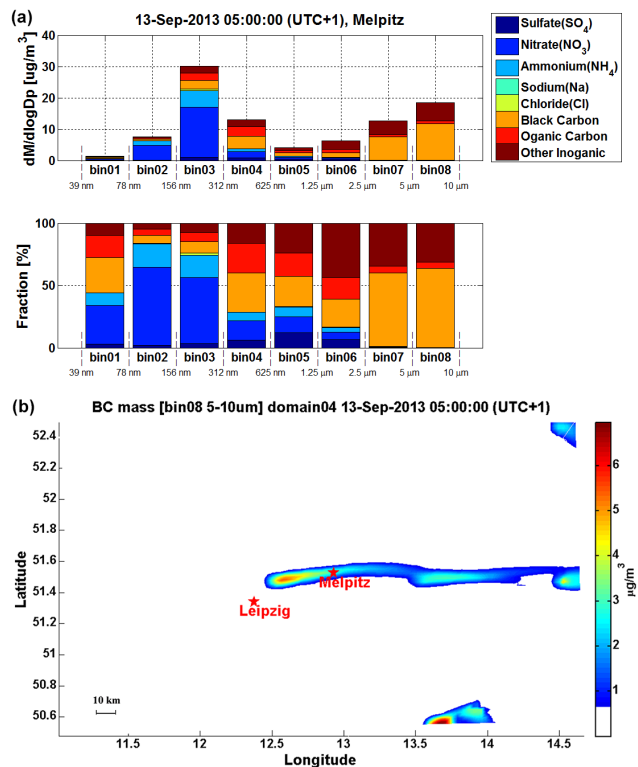 (a)
13-Sep-2013 05:00:00 (UTC+1), Melpitz
dM/dlogDp [ug/m3]
40
30
20
10
0
bin01 bin02 bin03 bin04 bin05 bin06 bin07 bin08
39 nm 78 nm 156 nm 312 nm 625 nm 1.25 µm 2.5 µm 5 µm 10 µm
Sulfate(SO4)
Nitrate(NO3)
Ammonium(NH4)
Sodium(Na)
Chloride(Cl)
Black Carbon
Oganic Carbon
Other Inoganic
Fraction [%]
100
50
0
bin01 bin02 bin03 bin04 bin05 bin06 bin07 bin08
39 nm 78 nm 156 nm 312 nm 625 nm 1.25 µm 2.5 µm 5 µm 10 µm
(b)
BC mass [bin08 5-10um] domain04 13-Sep-2013 05:00:00 (UTC+1)
Latitude
52.4
52.2
52
51.8
51.6
51.4
51.2
51
50.8
50.6
Melpitz
Leipzig
10 km
11.5 12 12.5 13 13.5 14 14.5
Longitude
6
5
4
3
2
1
µg/m3